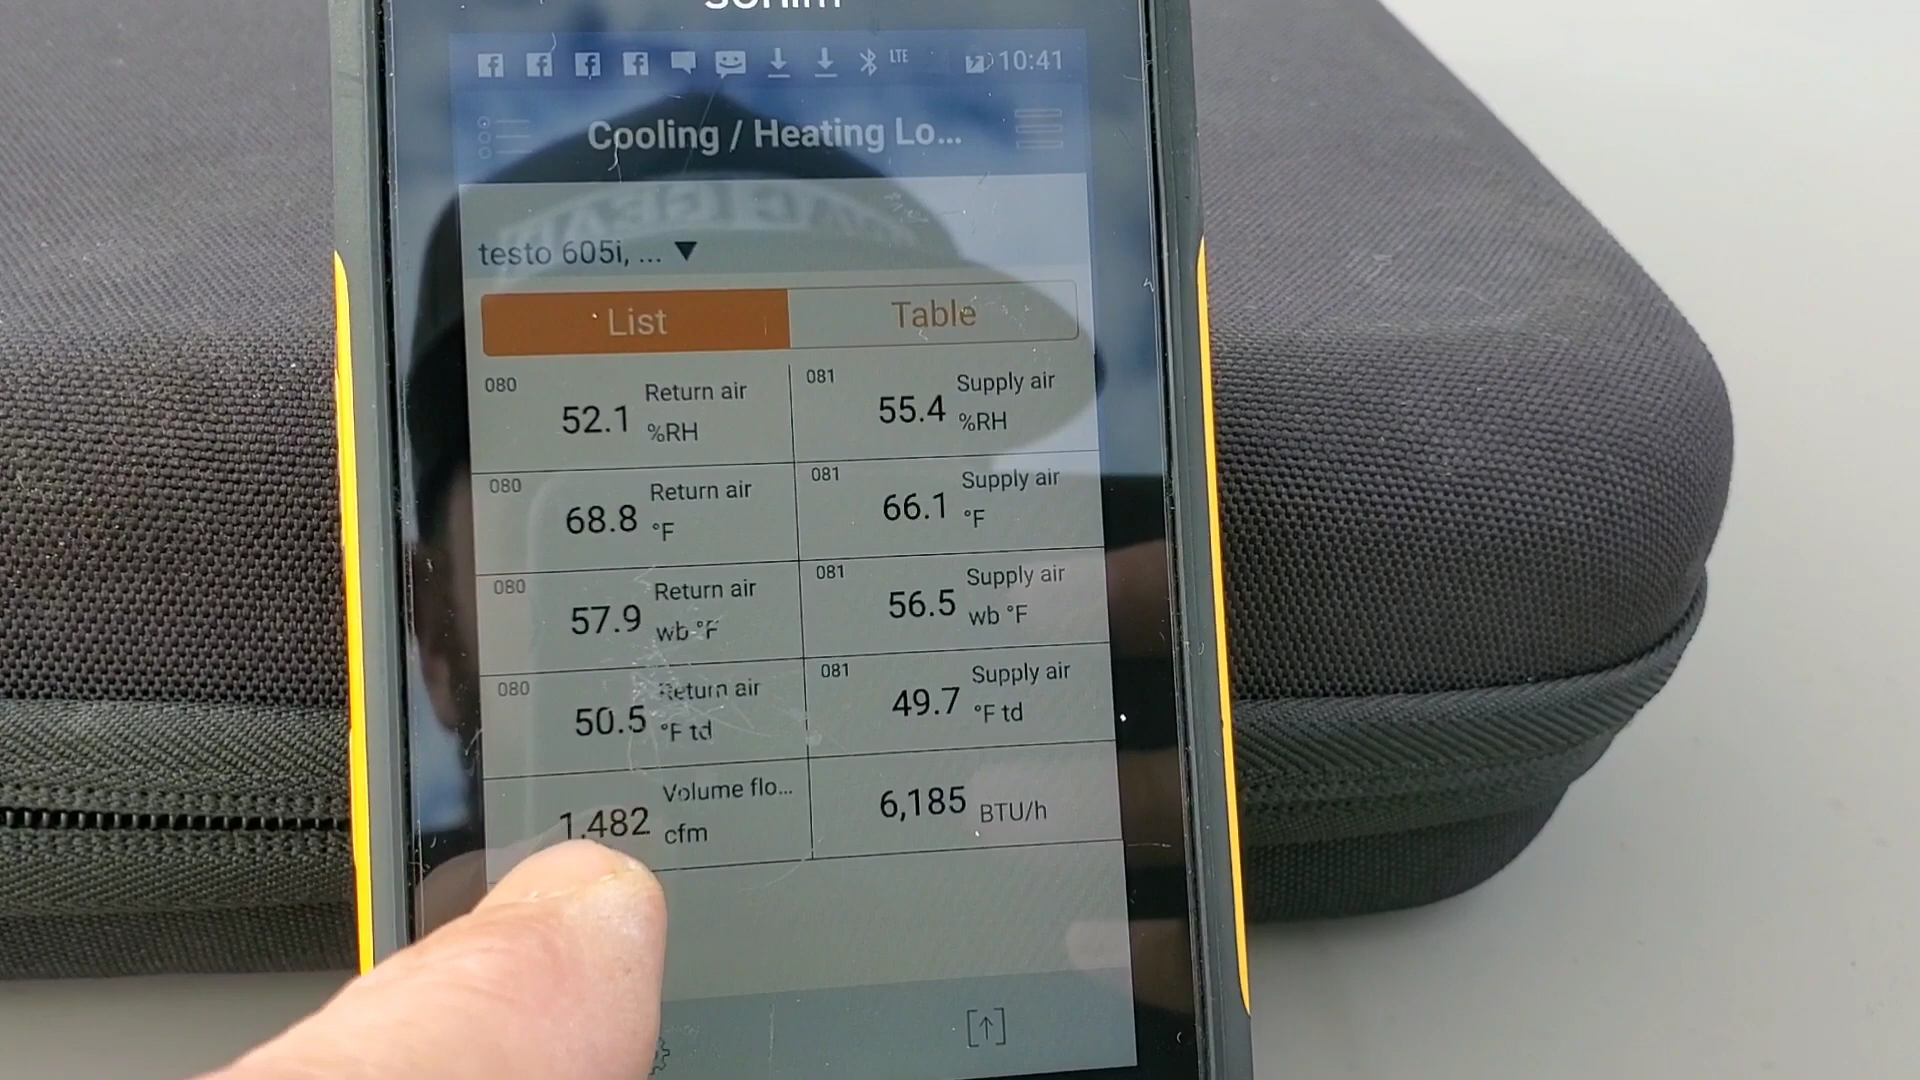 sonim
LTE 10:41
Cooling / Heating Lo...
testo 605i, ... ▼
List Table
080 52.1 Return air %RH
081 55.4 Supply air %RH
080 68.8 Return air °F
081 66.1 Supply air °F
080 57.9 Return air wb °F
081 56.5 Supply air wb °F
080 50.5 Return air °F td
081 49.7 Supply air °F td
1,482 Volume flo... cfm
6,185 BTU/h